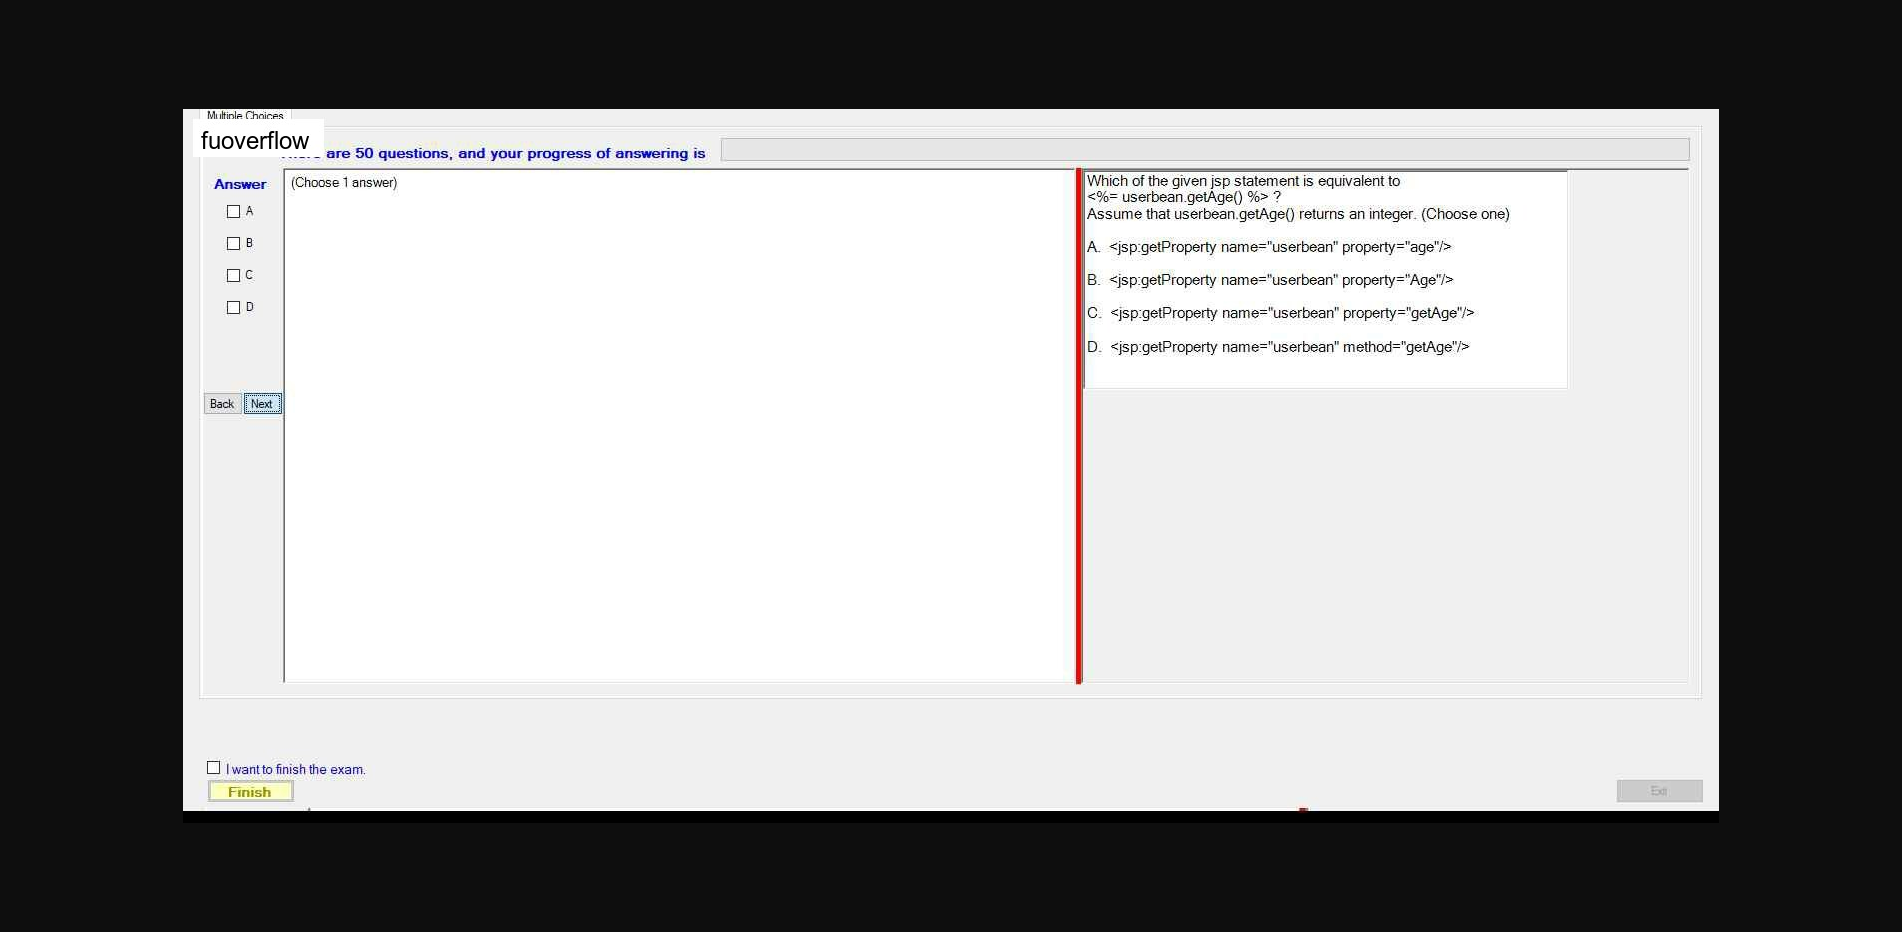 Multiple Choices
fuoverflow
are 50 questions, and your progress of answering is
Answer
(Choose 1 answer)
A
B
C
D
Back
Next
Which of the given jsp statement is equivalent to
<%= userbean.getAge() %> ?
Assume that userbean.getAge() returns an integer. (Choose one)
A. <jsp:getProperty name="userbean" property="age"/>
B. <jsp:getProperty name="userbean" property="Age"/>
C. <jsp:getProperty name="userbean" property="getAge"/>
D. <jsp:getProperty name="userbean" method="getAge"/>
I want to finish the exam.
Finish
Exit